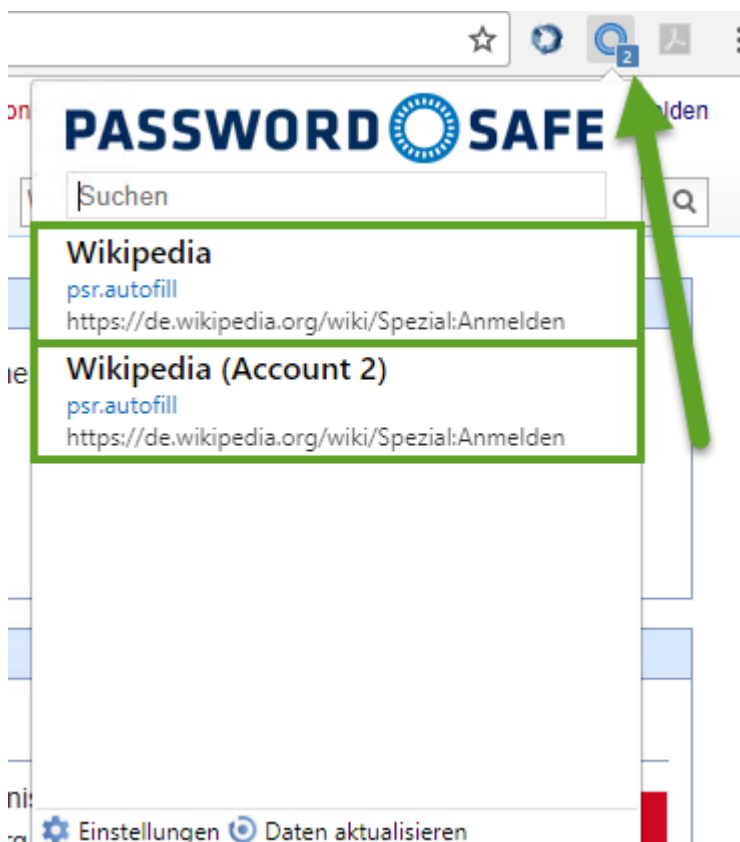 2
PASSWORD SAFE
Suchen
Wikipedia
psr.autofill
https://de.wikipedia.org/wiki/Spezial:Anmelden
Wikipedia (Account 2)
psr.autofill
https://de.wikipedia.org/wiki/Spezial:Anmelden
Einstellungen Daten aktualisieren